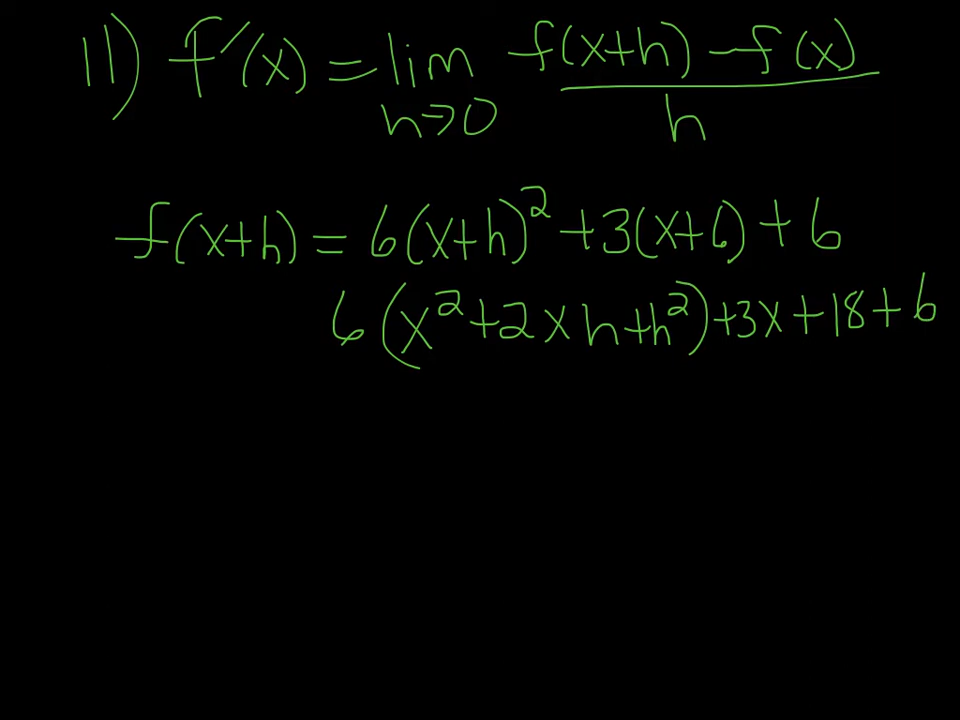 11) f'(x) = lim h→0 f(x+h) - f(x) / h
f(x+h) = 6(x+h)² + 3(x+6) + 6
6(x² + 2xh + h²) + 3x + 18 + 6